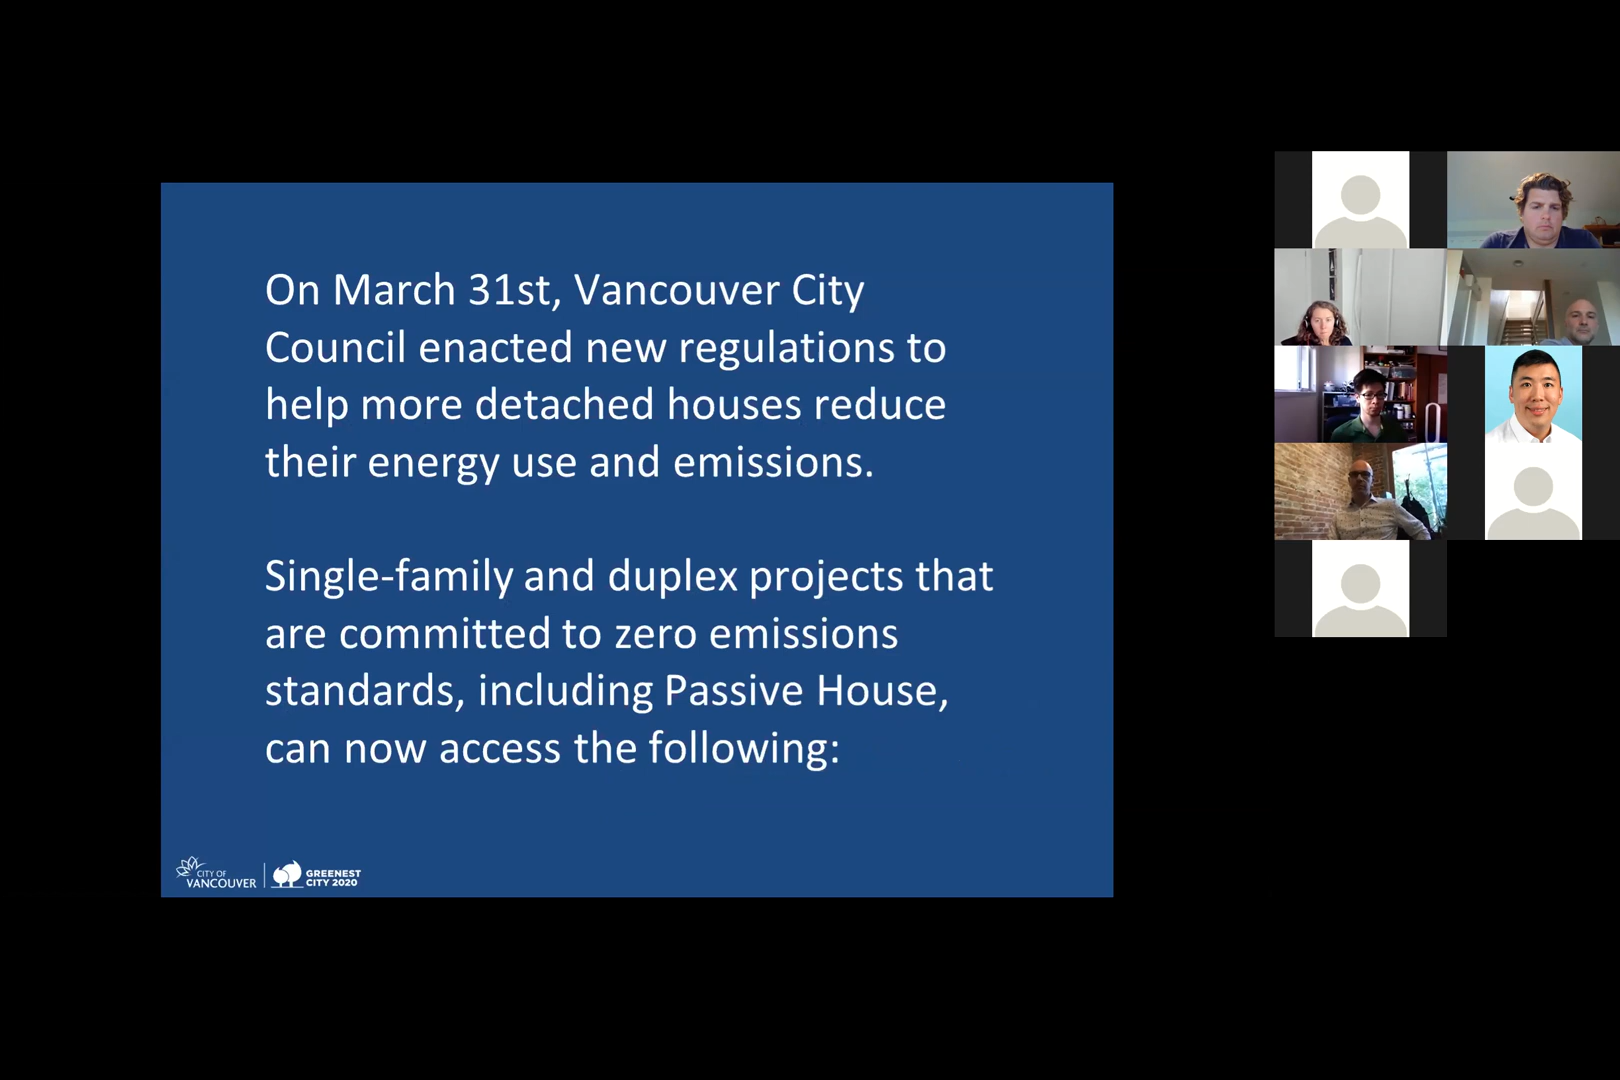 On March 31st, Vancouver City
Council enacted new regulations to
help more detached houses reduce
their energy use and emissions.
Single-family and duplex projects that
are committed to zero emissions
standards, including Passive House,
can now access the following:
CITY OF
VANCOUVER
GREENEST
CITY 2020